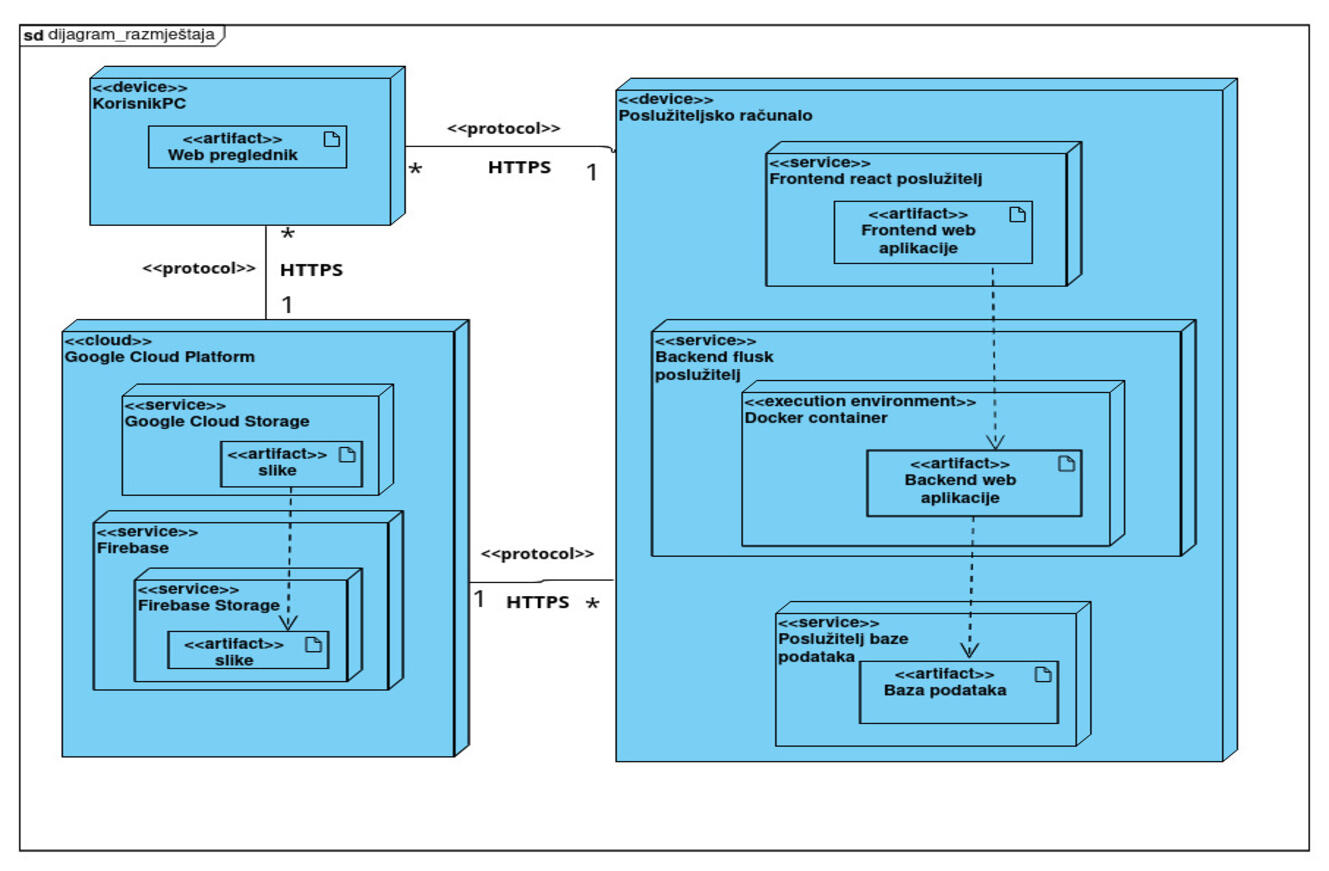 sd dijagram_razmještaja
<<device>>
KorisnikPC
<<artifact>>
Web preglednik
<<protocol>>
*
HTTPS
1
*
<<protocol>>
HTTPS
1
<<cloud>>
Google Cloud Platform
<<service>>
Google Cloud Storage
<<artifact>>
slike
<<service>>
Firebase
<<service>>
Firebase Storage
<<artifact>>
slike
<<protocol>>
1
HTTPS
*
<<device>>
Poslužiteljsko računalo
<<service>>
Frontend react poslužitelj
<<artifact>>
Frontend web
aplikacije
<<service>>
Backend flusk
poslužitelj
<<execution environment>>
Docker container
<<artifact>>
Backend web
aplikacije
<<service>>
Poslužitelj baze
podataka
<<artifact>>
Baza podataka